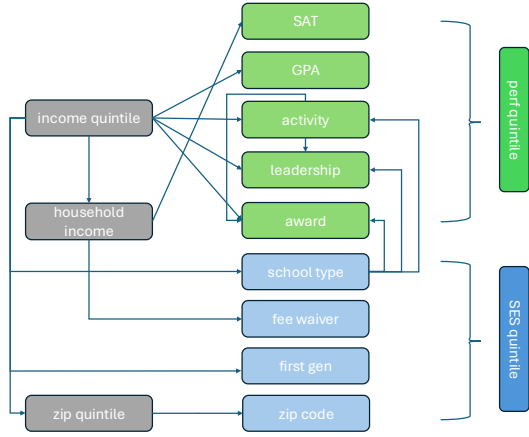 SAT
GPA
income quintile
activity
leadership
household
income
award
school type
fee waiver
first gen
zip quintile
zip code
perf quintile
SES quintile